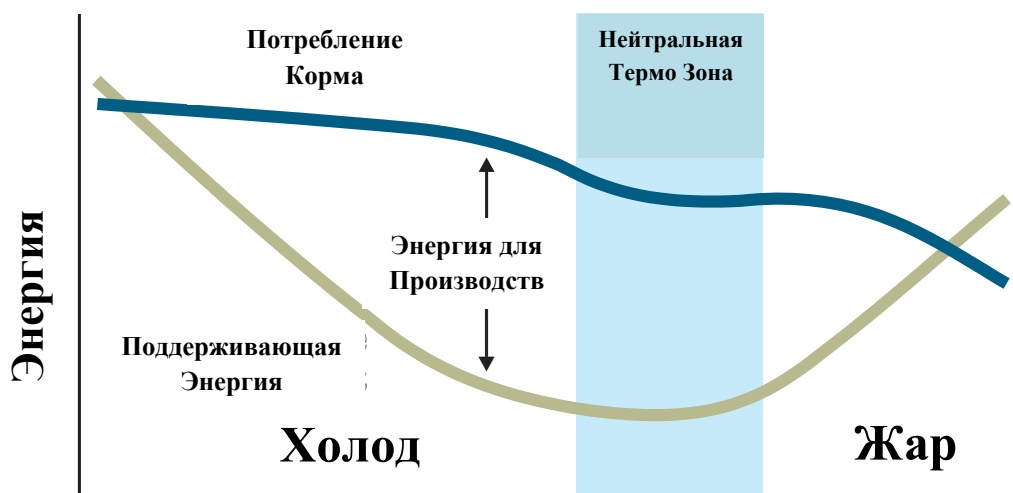 Потребление
Корма
Нейтральная
Термо Зона
Энергия
Энергия для
Производств
Поддерживающая
Энергия
Холод
Жар